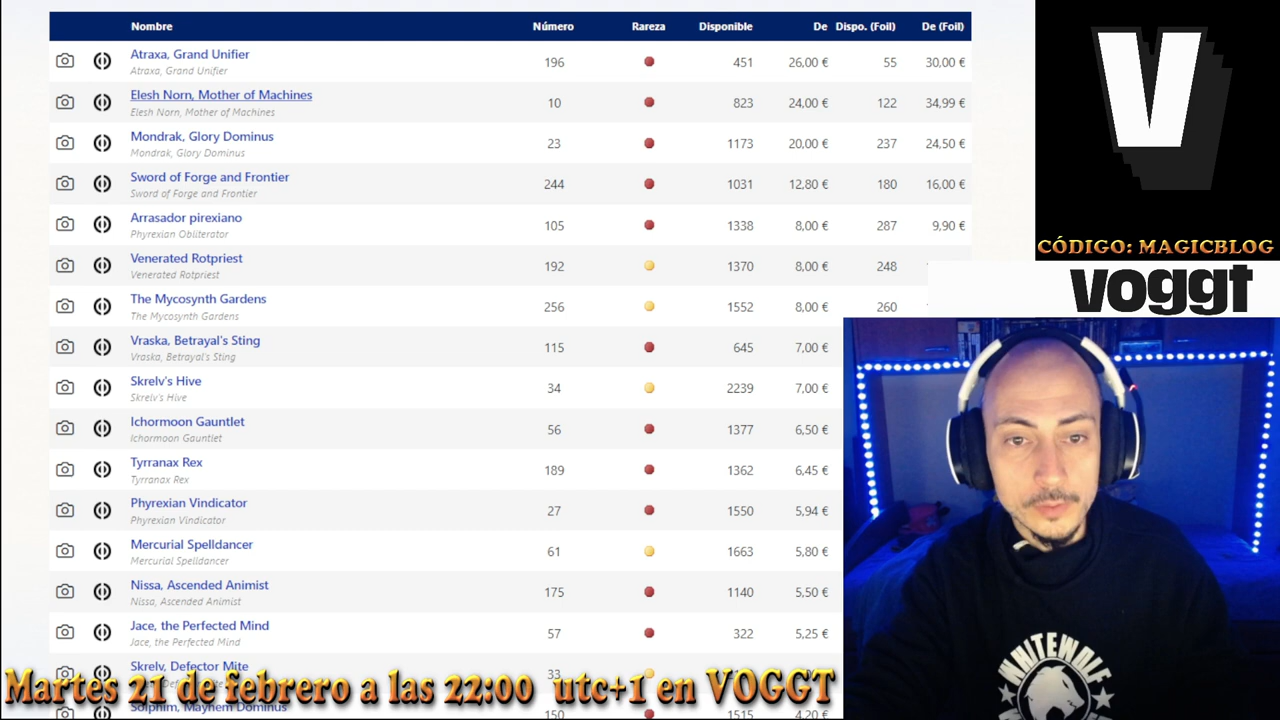 Nombre Número Rareza Disponible De Dispo. (Foil) De (Foil)
Atraxa, Grand Unifier 196 451 26,00 € 55 30,00 €
Atraxa, Grand Unifier
Elesh Norn, Mother of Machines 10 823 24,00 € 122 34,99 €
Elesh Norn, Mother of Machines
Mondrak, Glory Dominus 23 1173 20,00 € 237 24,50 €
Mondrak, Glory Dominus
Sword of Forge and Frontier 244 1031 12,80 € 180 16,00 €
Sword of Forge and Frontier
Arrasador pirexiano 105 1338 8,00 € 287 9,90 €
Phyrexian Obliterator
Venerated Rotpriest 192 1370 8,00 € 248
Venerated Rotpriest
The Mycosynth Gardens 256 1552 8,00 € 260
The Mycosynth Gardens
Vraska, Betrayal's Sting 115 645 7,00 €
Vraska, Betrayal's Sting
Skrelv's Hive 34 2239 7,00 €
Skrelv's Hive
Ichormoon Gauntlet 56 1377 6,50 €
Ichormoon Gauntlet
Tyrranax Rex 189 1362 6,45 €
Tyrranax Rex
Phyrexian Vindicator 27 1550 5,94 €
Phyrexian Vindicator
Mercurial Spelldancer 61 1663 5,80 €
Mercurial Spelldancer
Nissa, Ascended Animist 175 1140 5,50 €
Nissa, Ascended Animist
Jace, the Perfected Mind 57 322 5,25 €
Jace, the Perfected Mind
Skrelv, Defector Mite 33
Solphim, Mayhem Dominus 150 1515 4,20 €
Martes 21 de febrero a las 22:00 utc+1 en VOGGT
V
CÓDIGO: MAGICBLOG
voggt
WHITEWOLF